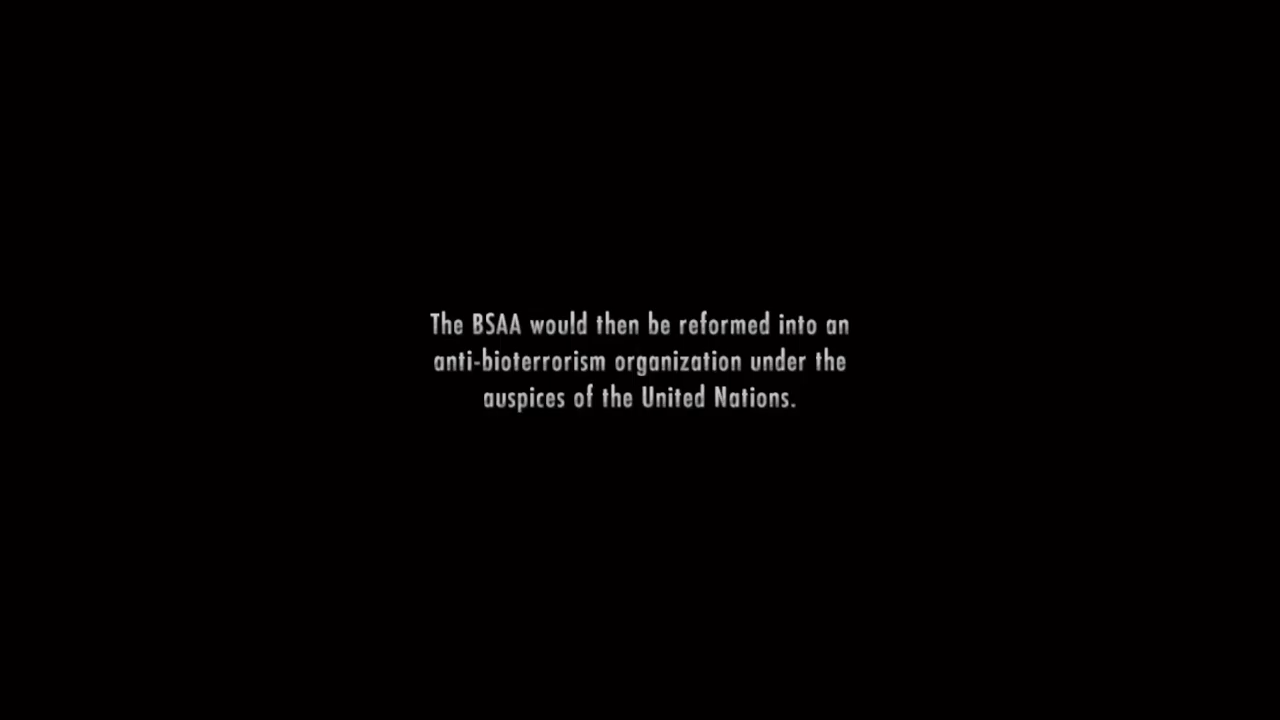 The BSAA would then be reformed into an
anti-bioterrorism organization under the
auspices of the United Nations.